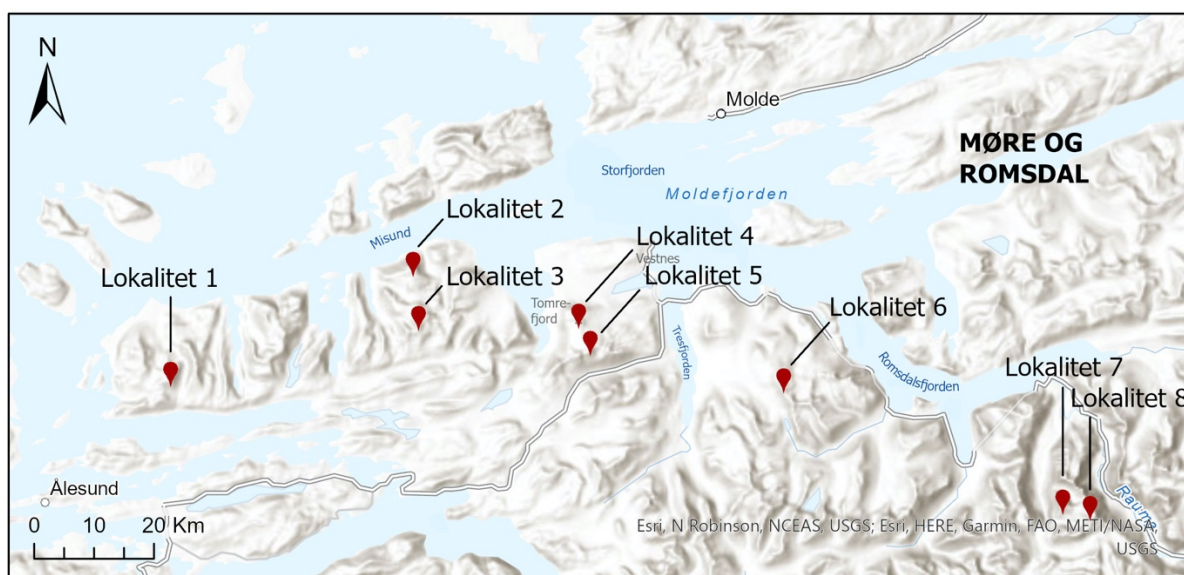 N
Molde
MØRE OG
ROMSDAL
Storfjorden
Moldefjorden
Lokalitet 2
Misund
Lokalitet 4
Vestnes
Lokalitet 1
Lokalitet 3
Lokalitet 5
Tomre-
fjord
Lokalitet 6
Tresfjorden
Romsdalsfjorden
Lokalitet 7
Lokalitet 8
Ålesund
Rauma
0 10 20 Km
Esri, N Robinson, NCEAS, USGS; Esri, HERE, Garmin, FAO, METI/NASA,
USGS